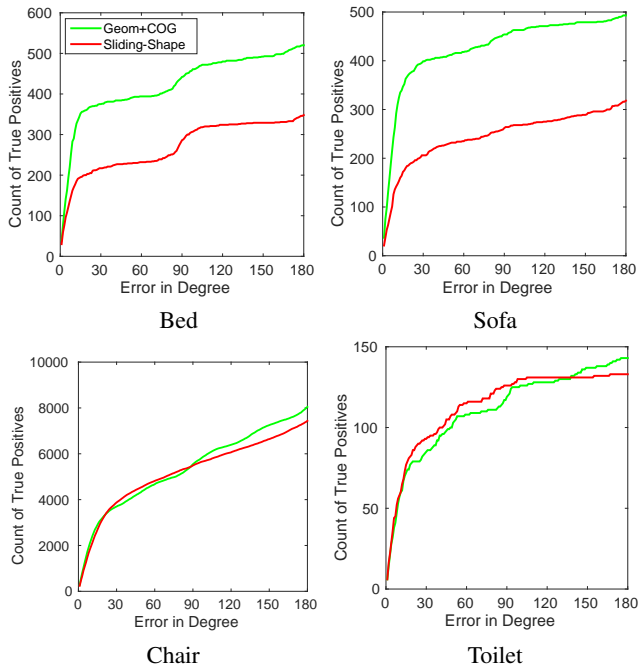 600
500
400
300
200
100
0
Count of True Positives
Geom+COG
Sliding-Shape
0 30 60 90 120 150 180
Error in Degree
Bed
500
400
300
200
100
0
Count of True Positives
0 30 60 90 120 150 180
Error in Degree
Sofa
10000
8000
6000
4000
2000
0
Count of True Positives
0 30 60 90 120 150 180
Error in Degree
Chair
150
100
50
0
Count of True Positives
0 30 60 90 120 150 180
Error in Degree
Toilet